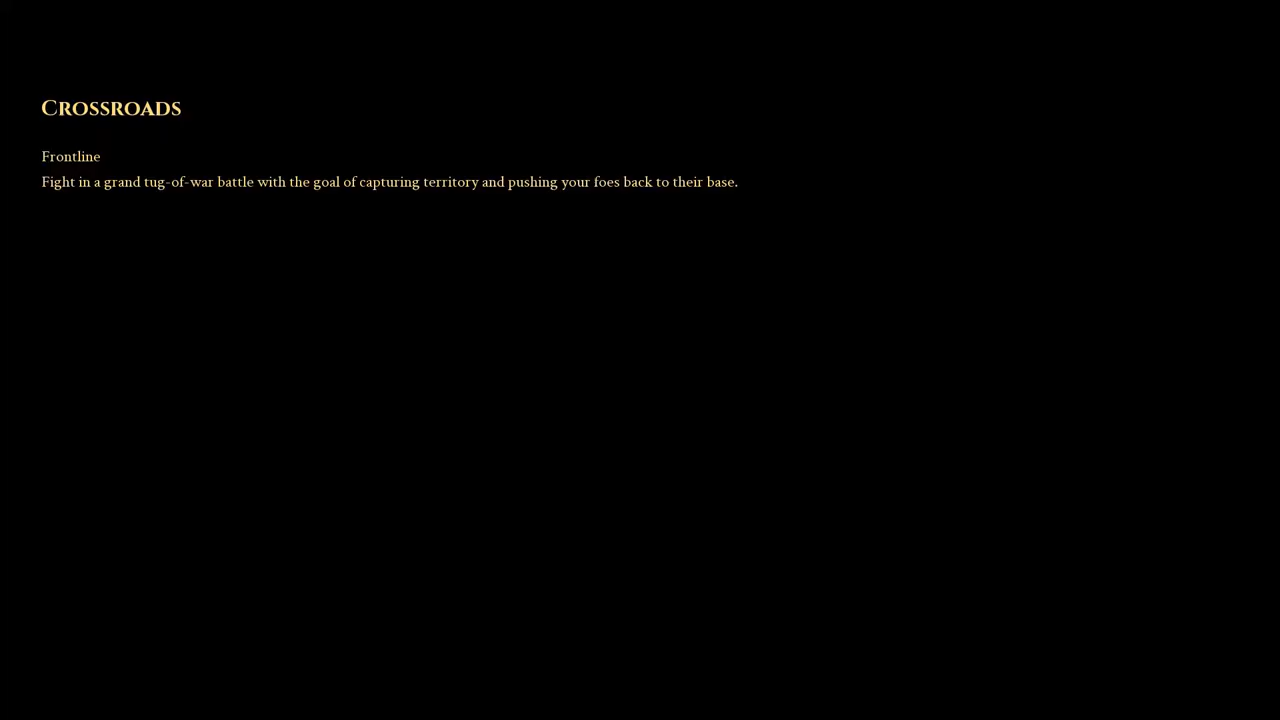 Crossroads
Frontline
Fight in a grand tug-of-war battle with the goal of capturing territory and pushing your foes back to their base.